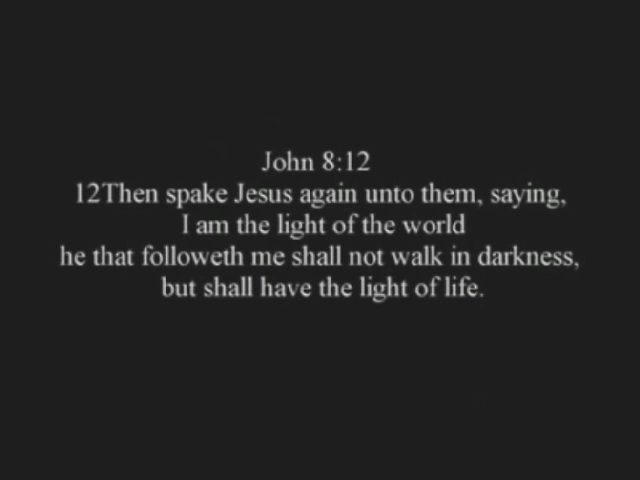 John 8:12
12Then spake Jesus again unto them, saying,
I am the light of the world
he that followeth me shall not walk in darkness,
but shall have the light of life.